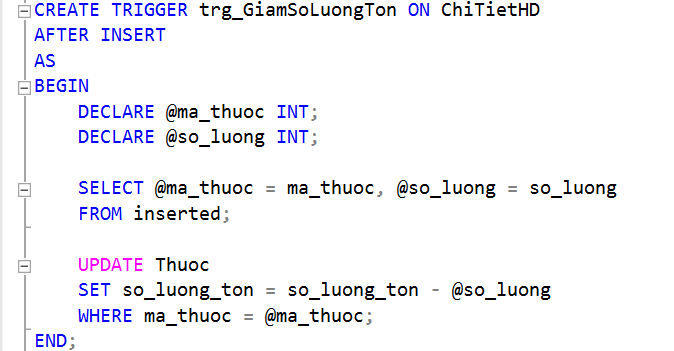 CREATE TRIGGER trg_GiamSoLuongTon ON ChiTietHD
AFTER INSERT
AS
BEGIN
    DECLARE @ma_thuoc INT;
    DECLARE @so_luong INT;

    SELECT @ma_thuoc = ma_thuoc, @so_luong = so_luong
    FROM inserted;

    UPDATE Thuoc
    SET so_luong_ton = so_luong_ton - @so_luong
    WHERE ma_thuoc = @ma_thuoc;
END;